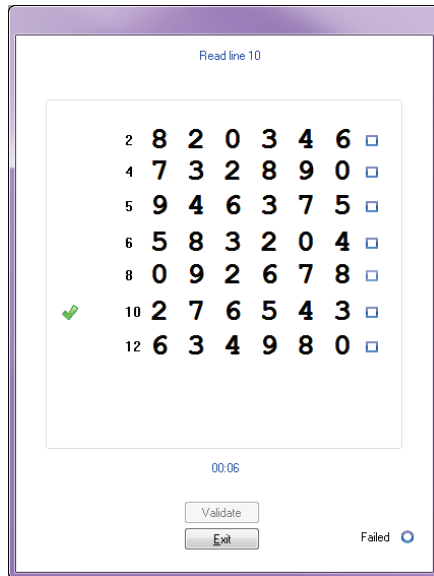 Read line 10
2 8 2 0 3 4 6
4 7 3 2 8 9 0
5 9 4 6 3 7 5
6 5 8 3 2 0 4
8 0 9 2 6 7 8
10 2 7 6 5 4 3
12 6 3 4 9 8 0
00:06
Validate
Exit
Failed